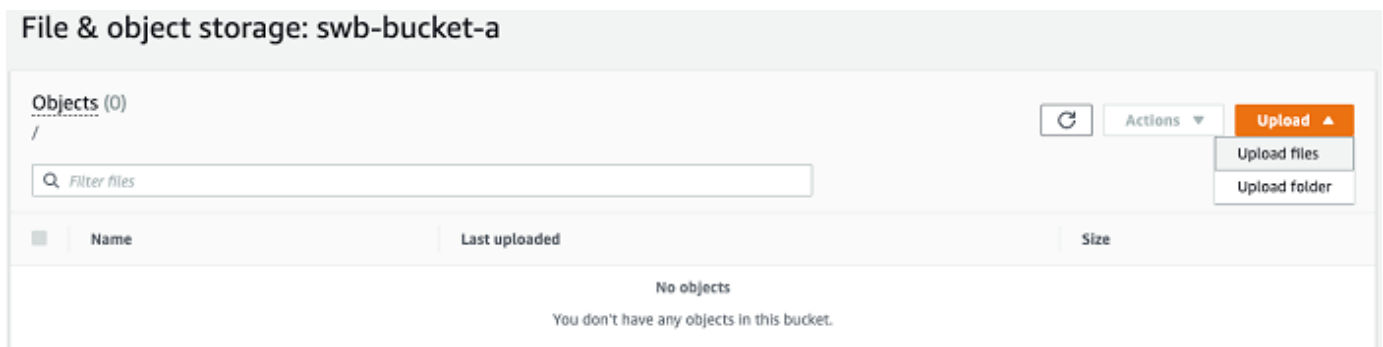 File & object storage: swb-bucket-a
Objects (0)
/
Actions
Upload
Upload files
Upload folder
Filter files
Name Last uploaded Size
No objects
You don't have any objects in this bucket.